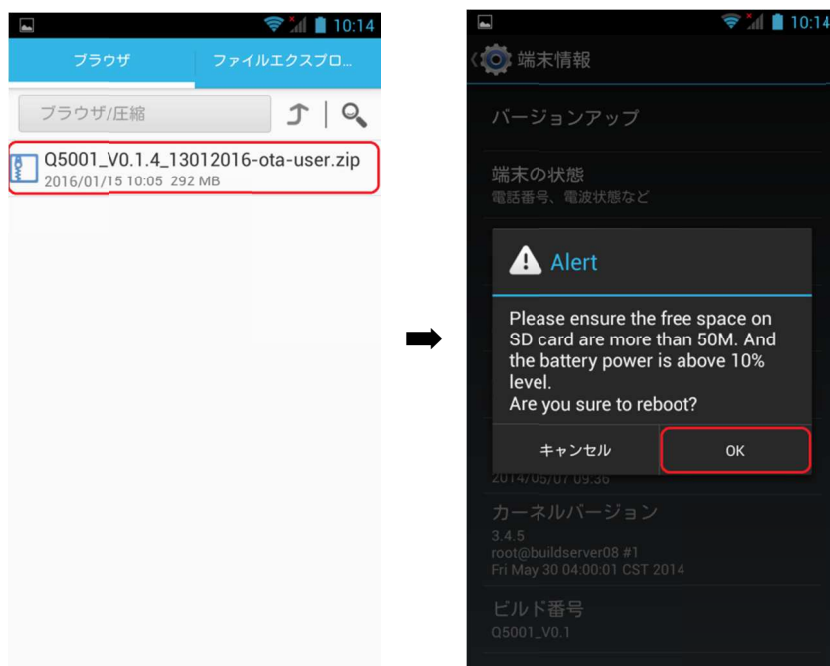 10:14
ブラウザ
ファイルエクスプロ...
ブラウザ/圧縮
Q5001_V0.1.4_13012016-ota-user.zip
2016/01/15 10:05 292 MB
10:14
端末情報
バージョンアップ
端末の状態
電話番号、電波状態など
Alert
Please ensure the free space on
SD card are more than 50M. And
the battery power is above 10%
level.
Are you sure to reboot?
キャンセル
OK
2014/05/07 09:36
カーネルバージョン
3.4.5
root@buildserver08 #1
Fri May 30 04:00:01 CST 2014
ビルド番号
Q5001_V0.1